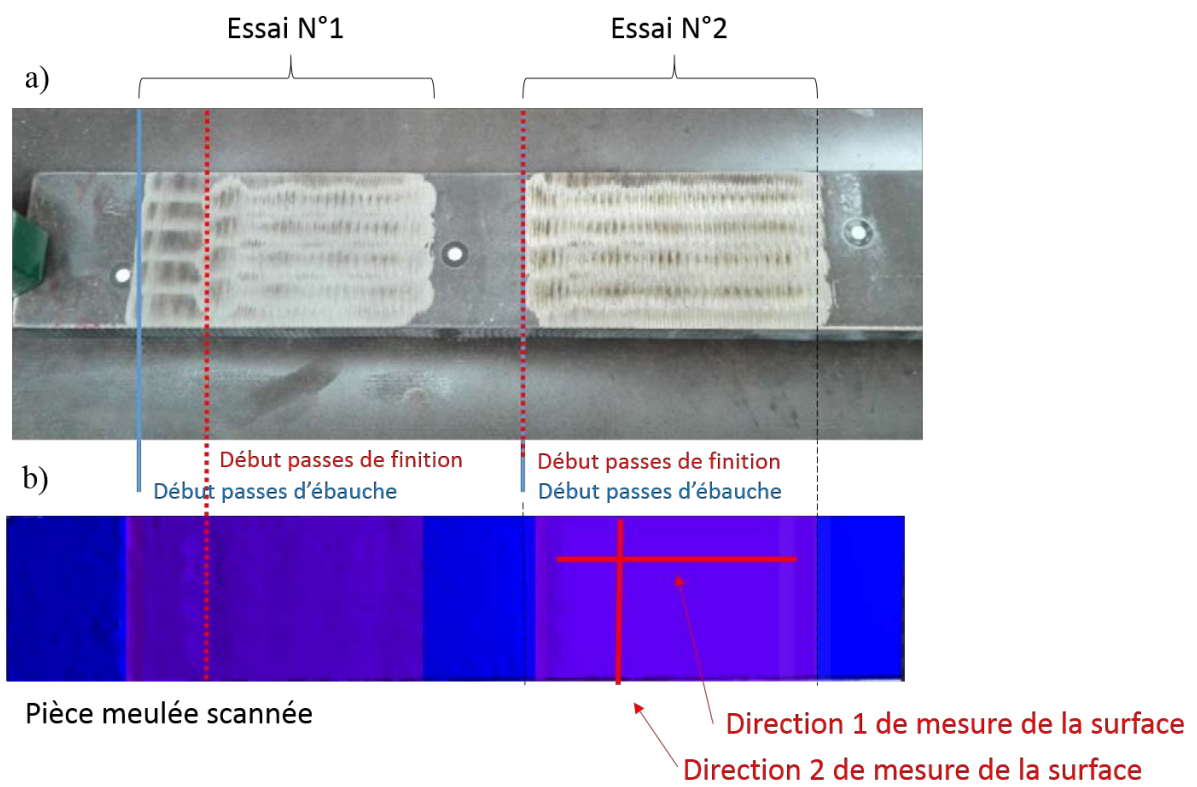 Essai N°1
Essai N°2
a)
Début passes de finition
Début passes d'ébauche
Début passes de finition
Début passes d'ébauche
b)
Pièce meulée scannée
Direction 1 de mesure de la surface
Direction 2 de mesure de la surface